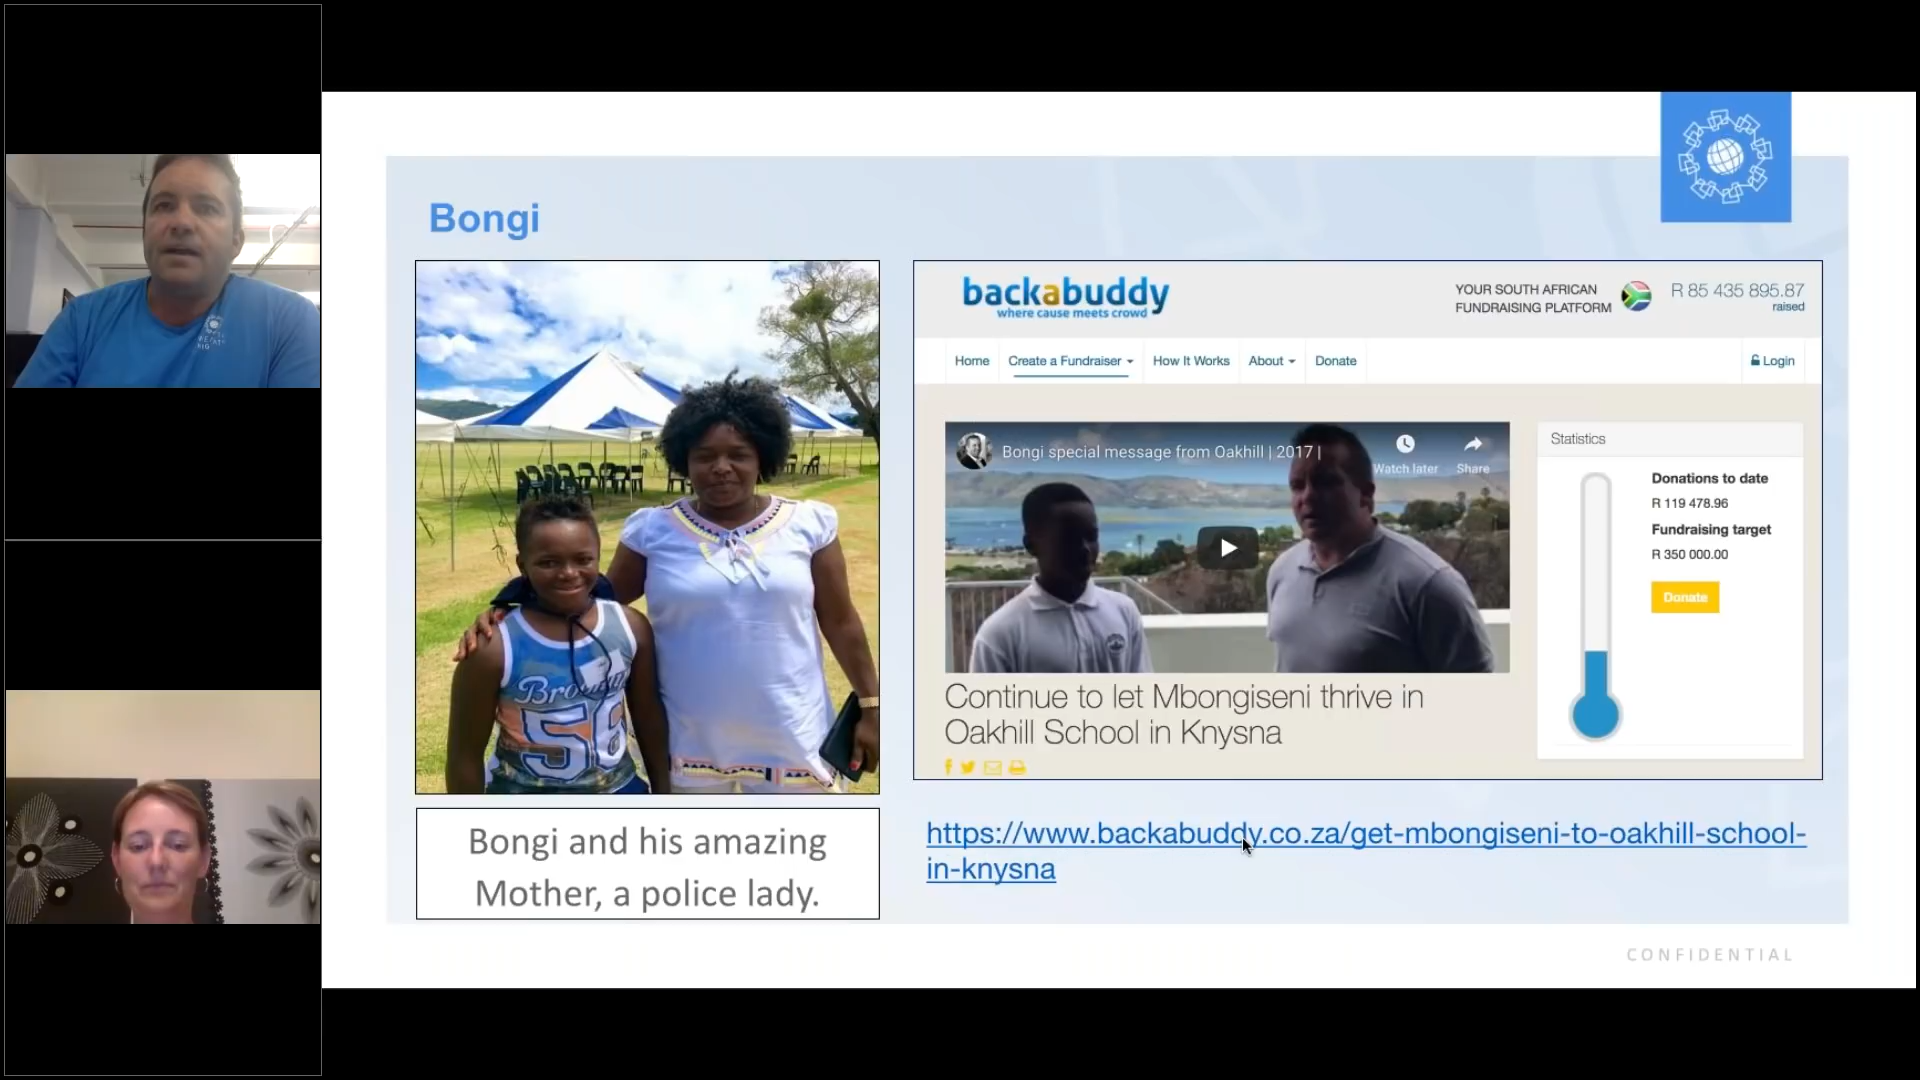 Bongi
Brow
56
Bongi and his amazing
Mother, a police lady.
backabuddy
where cause meets crowd
YOUR SOUTH AFRICAN
FUNDRAISING PLATFORM
R 85 435 895.87
raised
Home Create a Fundraiser How It Works About Donate Login
Bongi special message from Oakhill | 2017 |
Watch later Share
Continue to let Mbongiseni thrive in
Oakhill School in Knysna
Statistics
Donations to date
R 119 478.96
Fundraising target
R 350 000.00
Donate
https://www.backabuddy.co.za/get-mbongiseni-to-oakhill-school-
in-knysna
CONFIDENTIAL